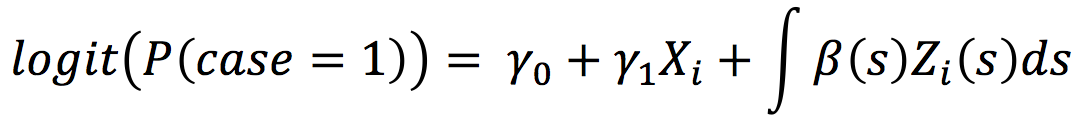 logit(P(case = 1)) = γ₀ + γ₁Xᵢ + ∫ β(s)Zᵢ(s)ds